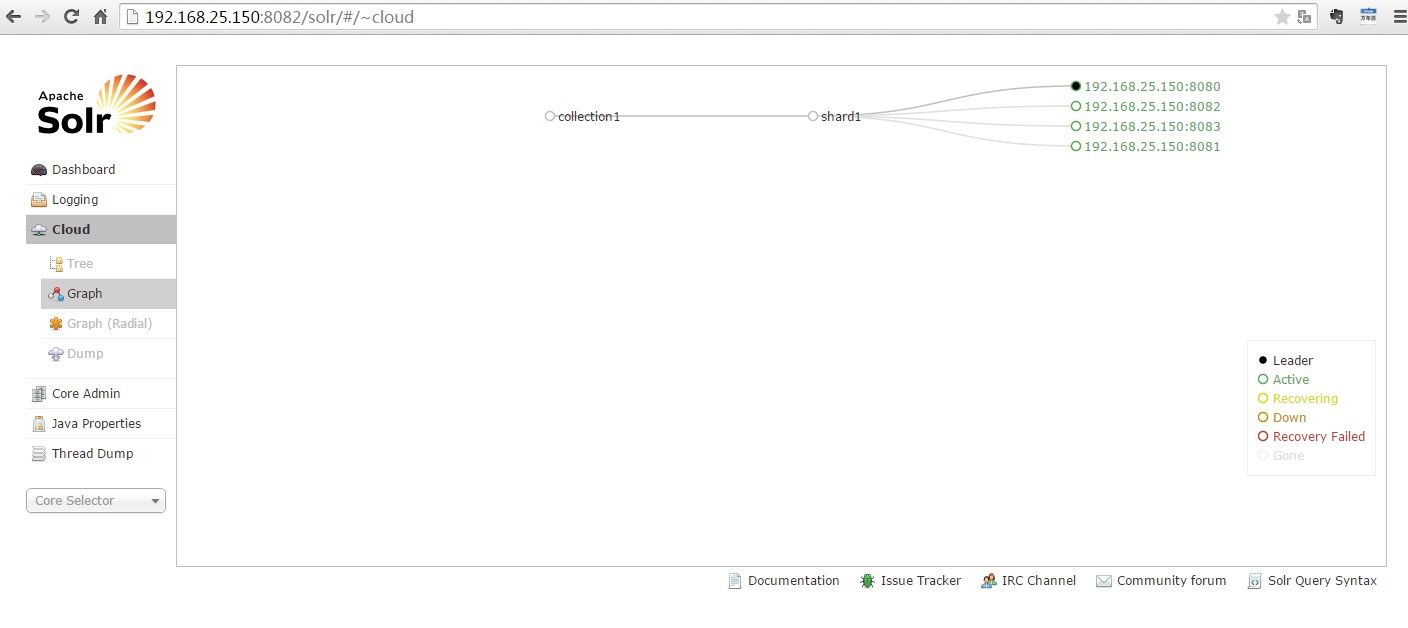 192.168.25.150:8082/solr/#/~cloud
Apache
Solr
Dashboard
Logging
Cloud
Tree
Graph
Graph (Radial)
Dump
Core Admin
Java Properties
Thread Dump
Core Selector
collection1
shard1
192.168.25.150:8080
192.168.25.150:8082
192.168.25.150:8083
192.168.25.150:8081
Leader
Active
Recovering
Down
Recovery Failed
Gone
Documentation Issue Tracker IRC Channel Community forum Solr Query Syntax